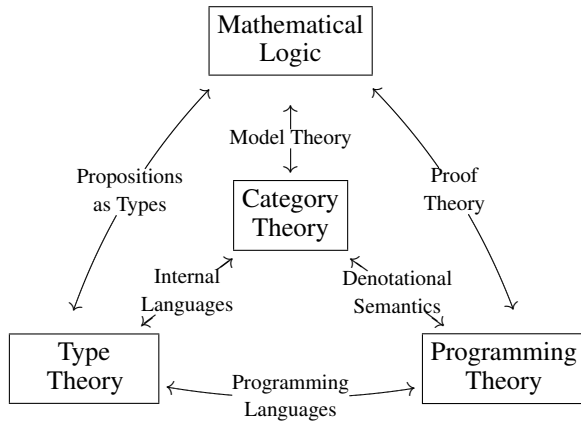 Mathematical
Logic
Model Theory
Propositions
as Types
Proof
Theory
Category
Theory
Internal
Languages
Denotational
Semantics
Type
Theory
Programming
Theory
Programming
Languages